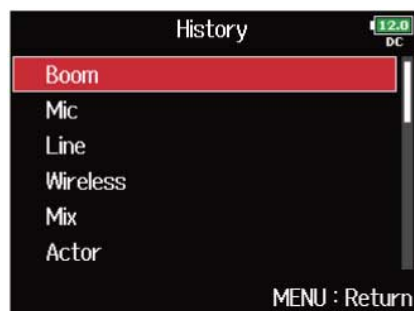 History
12.0
DC
Boom
Mic
Line
Wireless
Mix
Actor
MENU : Return